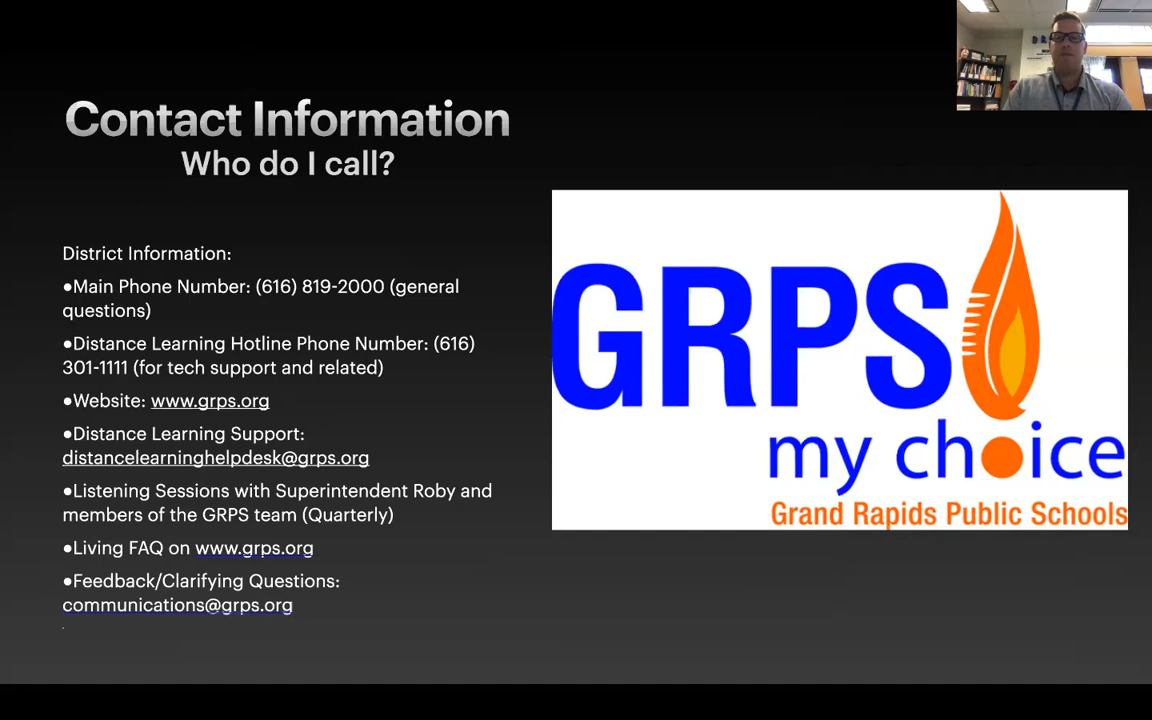 Contact Information
Who do I call?
District Information:
●Main Phone Number: (616) 819-2000 (general
questions)
●Distance Learning Hotline Phone Number: (616)
301-1111 (for tech support and related)
●Website: www.grps.org
●Distance Learning Support:
distancelearninghelpdesk@grps.org
●Listening Sessions with Superintendent Roby and
members of the GRPS team (Quarterly)
●Living FAQ on www.grps.org
●Feedback/Clarifying Questions:
communications@grps.org
GRPS
my choice
Grand Rapids Public Schools